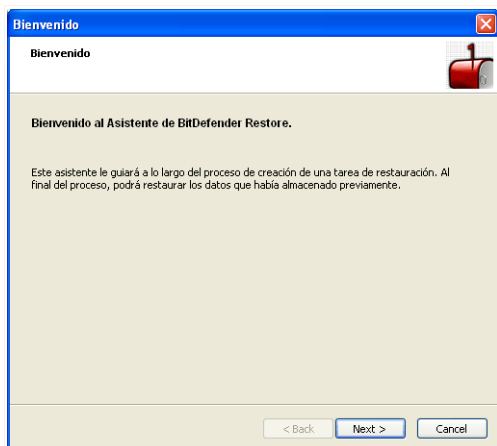 Bienvenido
Bienvenido
Bienvenido al Asistente de BitDefender Restore.
Este asistente le guiará a lo largo del proceso de creación de una tarea de restauración. Al
final del proceso, podrá restaurar los datos que había almacenado previamente.
< Back
Next >
Cancel